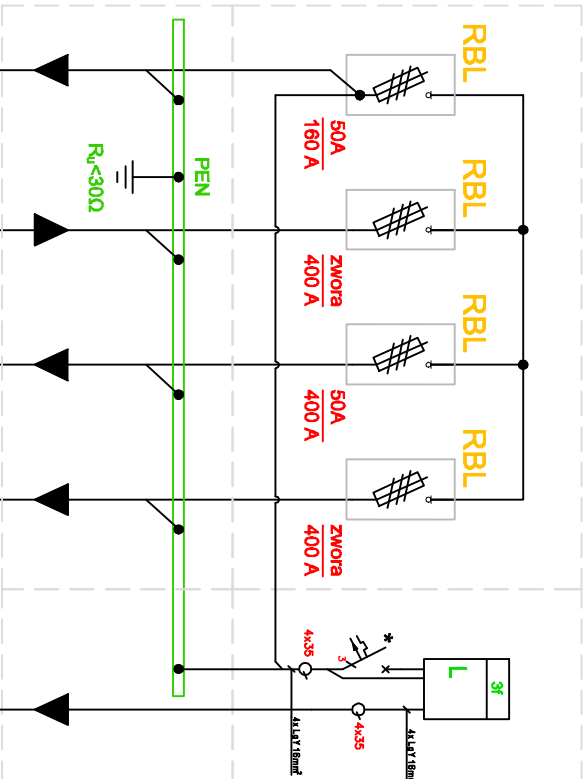 RBL
50A
160 A
RBL
zwora
400 A
RBL
50A
400 A
RBL
zwora
400 A
PEN
Ru<30Ω
4x35
3
*
L
3f
4x35
4x LgY 16mm²
4x LgY 16m